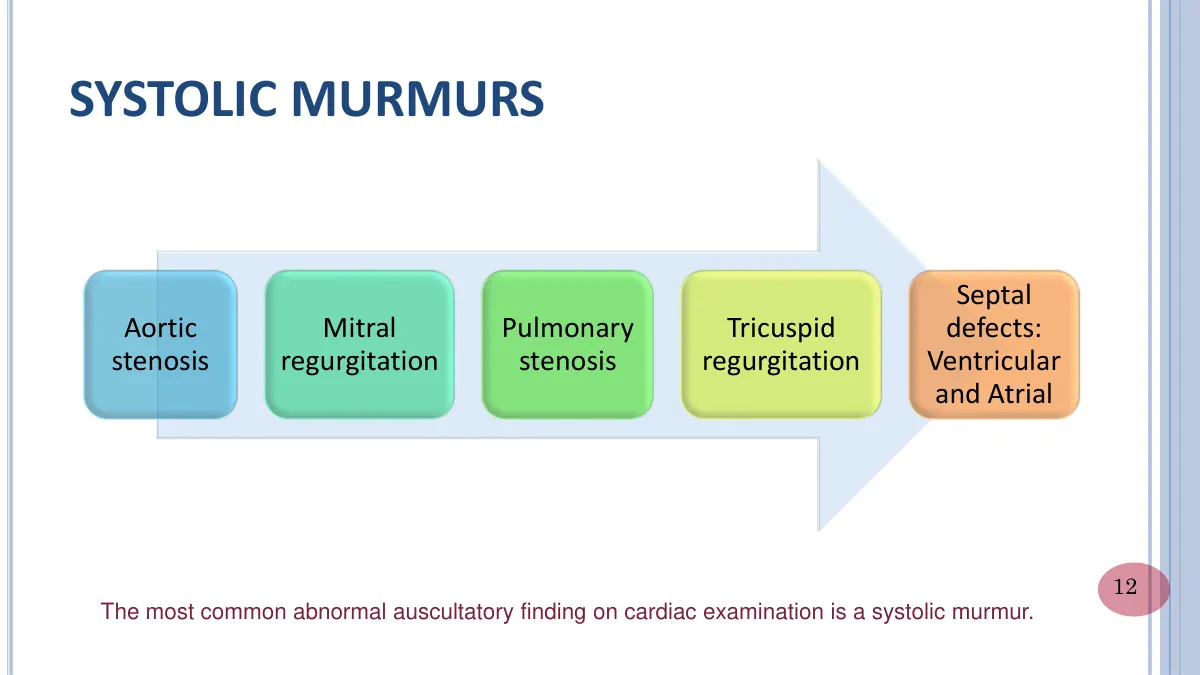 SYSTOLIC MURMURS
Aortic
stenosis
Mitral
regurgitation
Pulmonary
stenosis
Tricuspid
regurgitation
Septal
defects:
Ventricular
and Atrial
12
The most common abnormal auscultatory finding on cardiac examination is a systolic murmur.